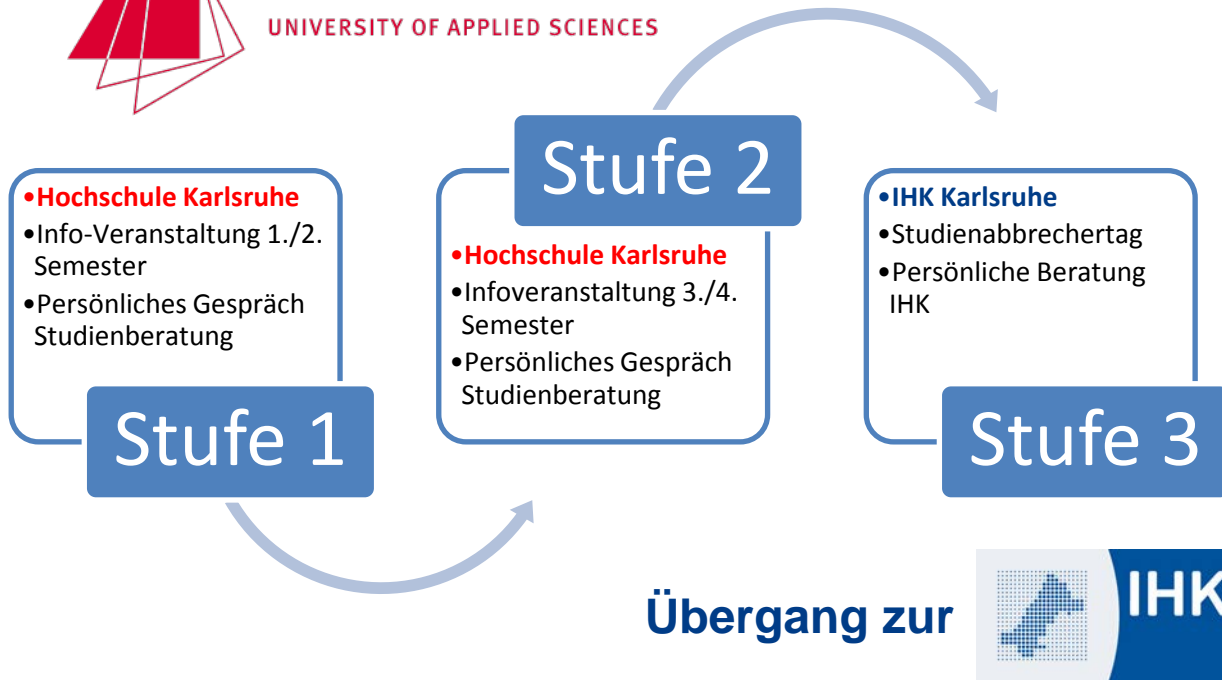 UNIVERSITY OF APPLIED SCIENCES
•Hochschule Karlsruhe
•Info-Veranstaltung 1./2.
Semester
•Persönliches Gespräch
Studienberatung
Stufe 1
Stufe 2
•Hochschule Karlsruhe
•Infoveranstaltung 3./4.
Semester
•Persönliches Gespräch
Studienberatung
•IHK Karlsruhe
•Studienabbrechertag
•Persönliche Beratung
IHK
Stufe 3
Übergang zur
IHK